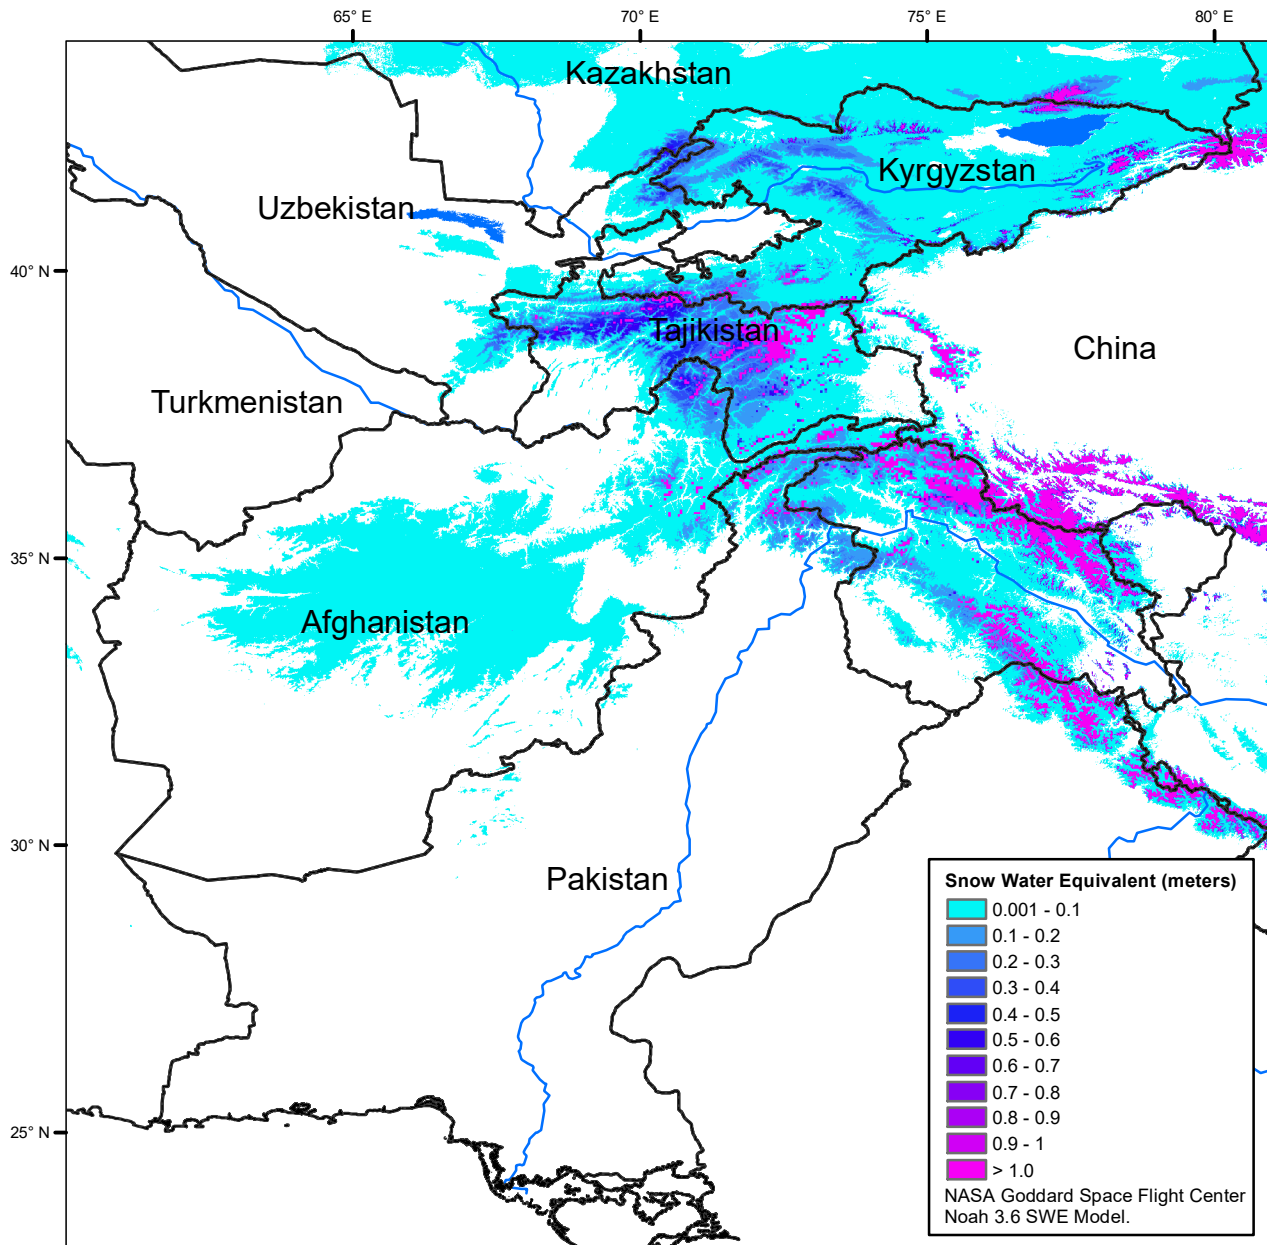 65° E
70° E
75° E
80° E
Kazakhstan
Kyrgyzstan
Uzbekistan
40° N
Tajikistan
China
Turkmenistan
35° N
Afghanistan
30° N
Pakistan
25° N
Snow Water Equivalent (meters)
0.001 - 0.1
0.1 - 0.2
0.2 - 0.3
0.3 - 0.4
0.4 - 0.5
0.5 - 0.6
0.6 - 0.7
0.7 - 0.8
0.8 - 0.9
0.9 - 1
> 1.0
NASA Goddard Space Flight Center
Noah 3.6 SWE Model.